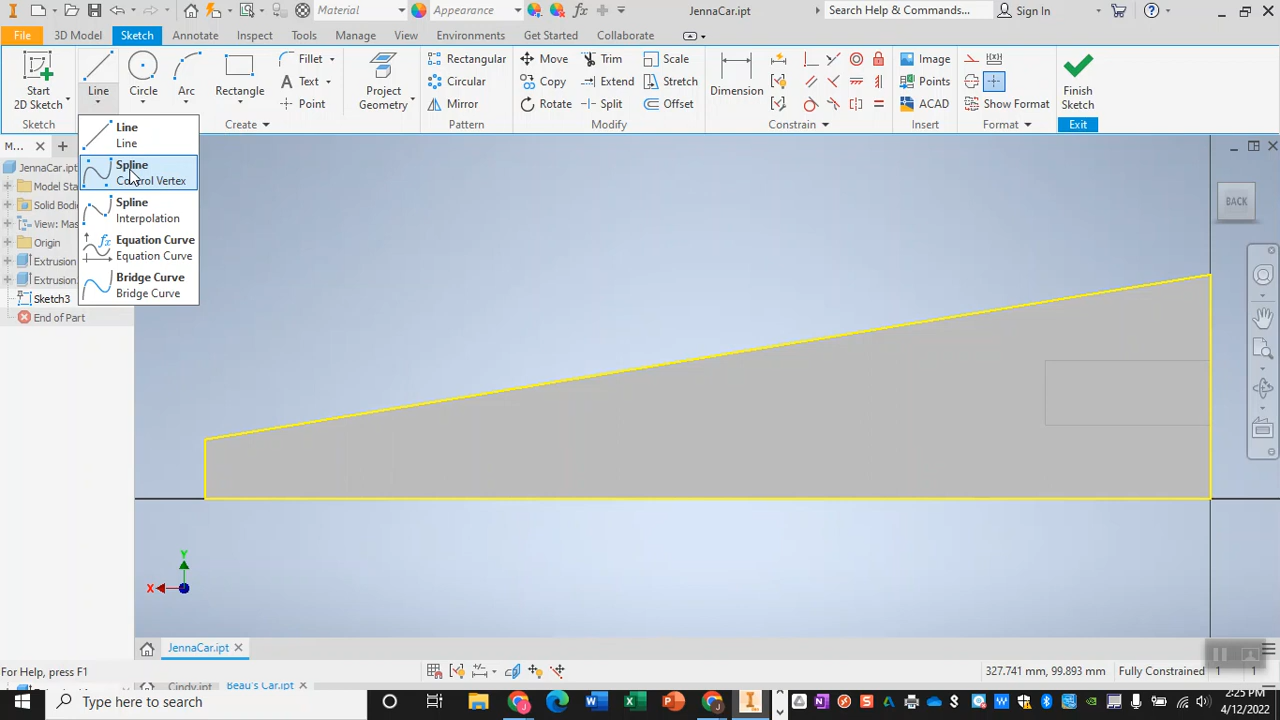 Material
Appearance
JennaCar.ipt
Search Help & Commands...
Sign In
File
3D Model
Sketch
Annotate
Inspect
Tools
Manage
View
Environments
Get Started
Collaborate
Start
2D Sketch
Line
Circle
Arc
Rectangle
Fillet
Text
Point
Project
Geometry
Rectangular
Circular
Mirror
Move
Copy
Rotate
Trim
Extend
Split
Scale
Stretch
Offset
Dimension
Image
Points
ACAD
Show Format
Finish
Sketch
Sketch
Create
Pattern
Modify
Constrain
Insert
Format
Exit
M...
JennaCar.ipt
Model Sta
Solid Bodi
View: Mas
Origin
Extrusion
Extrusion
Sketch3
End of Part
Line
Line
Spline
Control Vertex
Spline
Interpolation
Equation Curve
Equation Curve
Bridge Curve
Bridge Curve
BACK
Y
X
JennaCar.ipt
For Help, press F1
327.741 mm, 99.893 mm
Fully Constrained
1
1
Cindy.ipt
Beau's Car.ipt
Type here to search
2:25 PM
4/12/2022